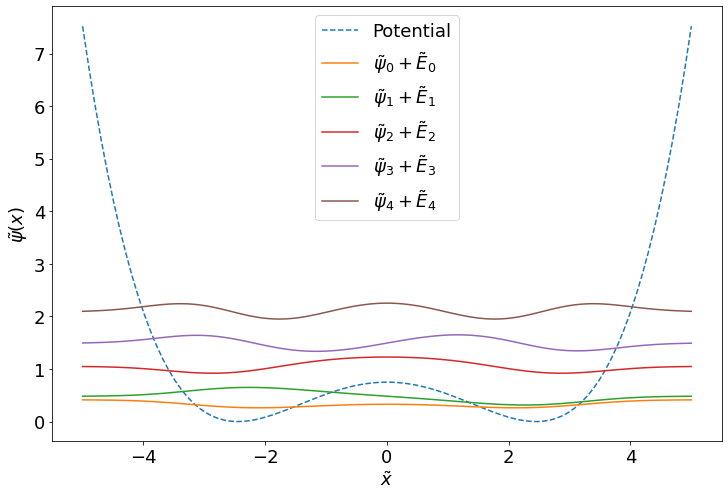 Potential
ψ̃₀ + Ẽ₀
ψ̃₁ + Ẽ₁
ψ̃₂ + Ẽ₂
ψ̃₃ + Ẽ₃
ψ̃₄ + Ẽ₄
ψ̃(x)
7
6
5
4
3
2
1
0
−4 −2 0 2 4
x̃